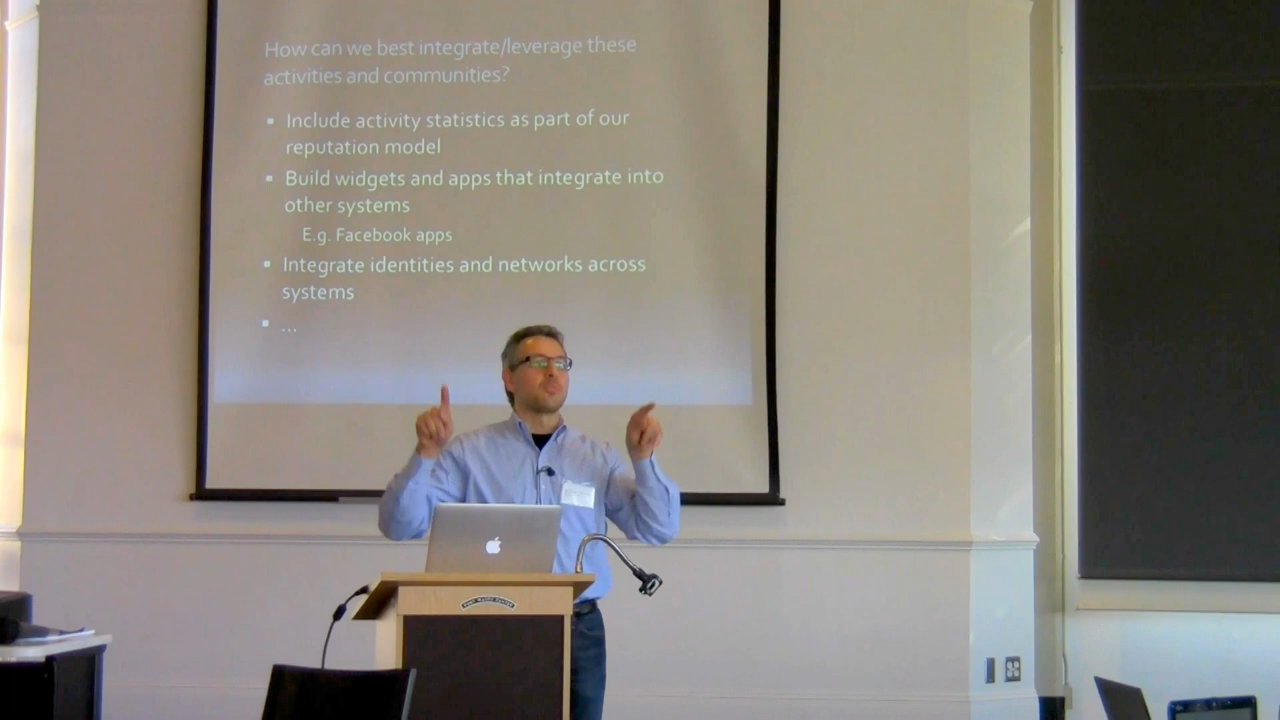 How can we best integrate/leverage these
activities and communities?
▪ Include activity statistics as part of our
reputation model
▪ Build widgets and apps that integrate into
other systems
E.g. Facebook apps
▪ Integrate identities and networks across
systems
▪ ...